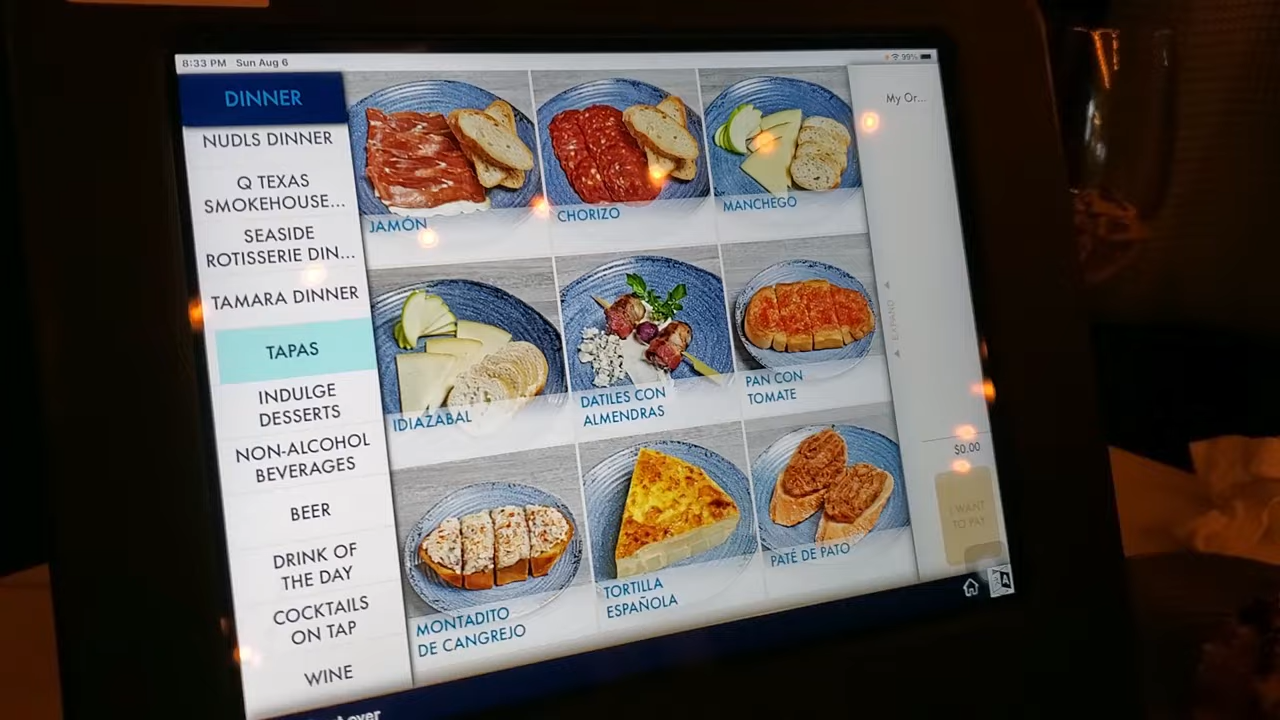 8:33 PM Sun Aug 6
39%
DINNER
NUDLS DINNER
Q TEXAS
SMOKEHOUSE...
SEASIDE
ROTISSERIE DIN...
TAMARA DINNER
TAPAS
INDULGE
DESSERTS
NON-ALCOHOL
BEVERAGES
BEER
DRINK OF
THE DAY
COCKTAILS
ON TAP
WINE
JAMÓN
CHORIZO
MANCHEGO
IDIAZABAL
DATILES CON
ALMENDRAS
PAN CON
TOMATE
MONTADITO
DE CANGREJO
TORTILLA
ESPAÑOLA
PATÉ DE PATO
My Or...
EXPAND
$0.00
I WANT
TO PAY
A